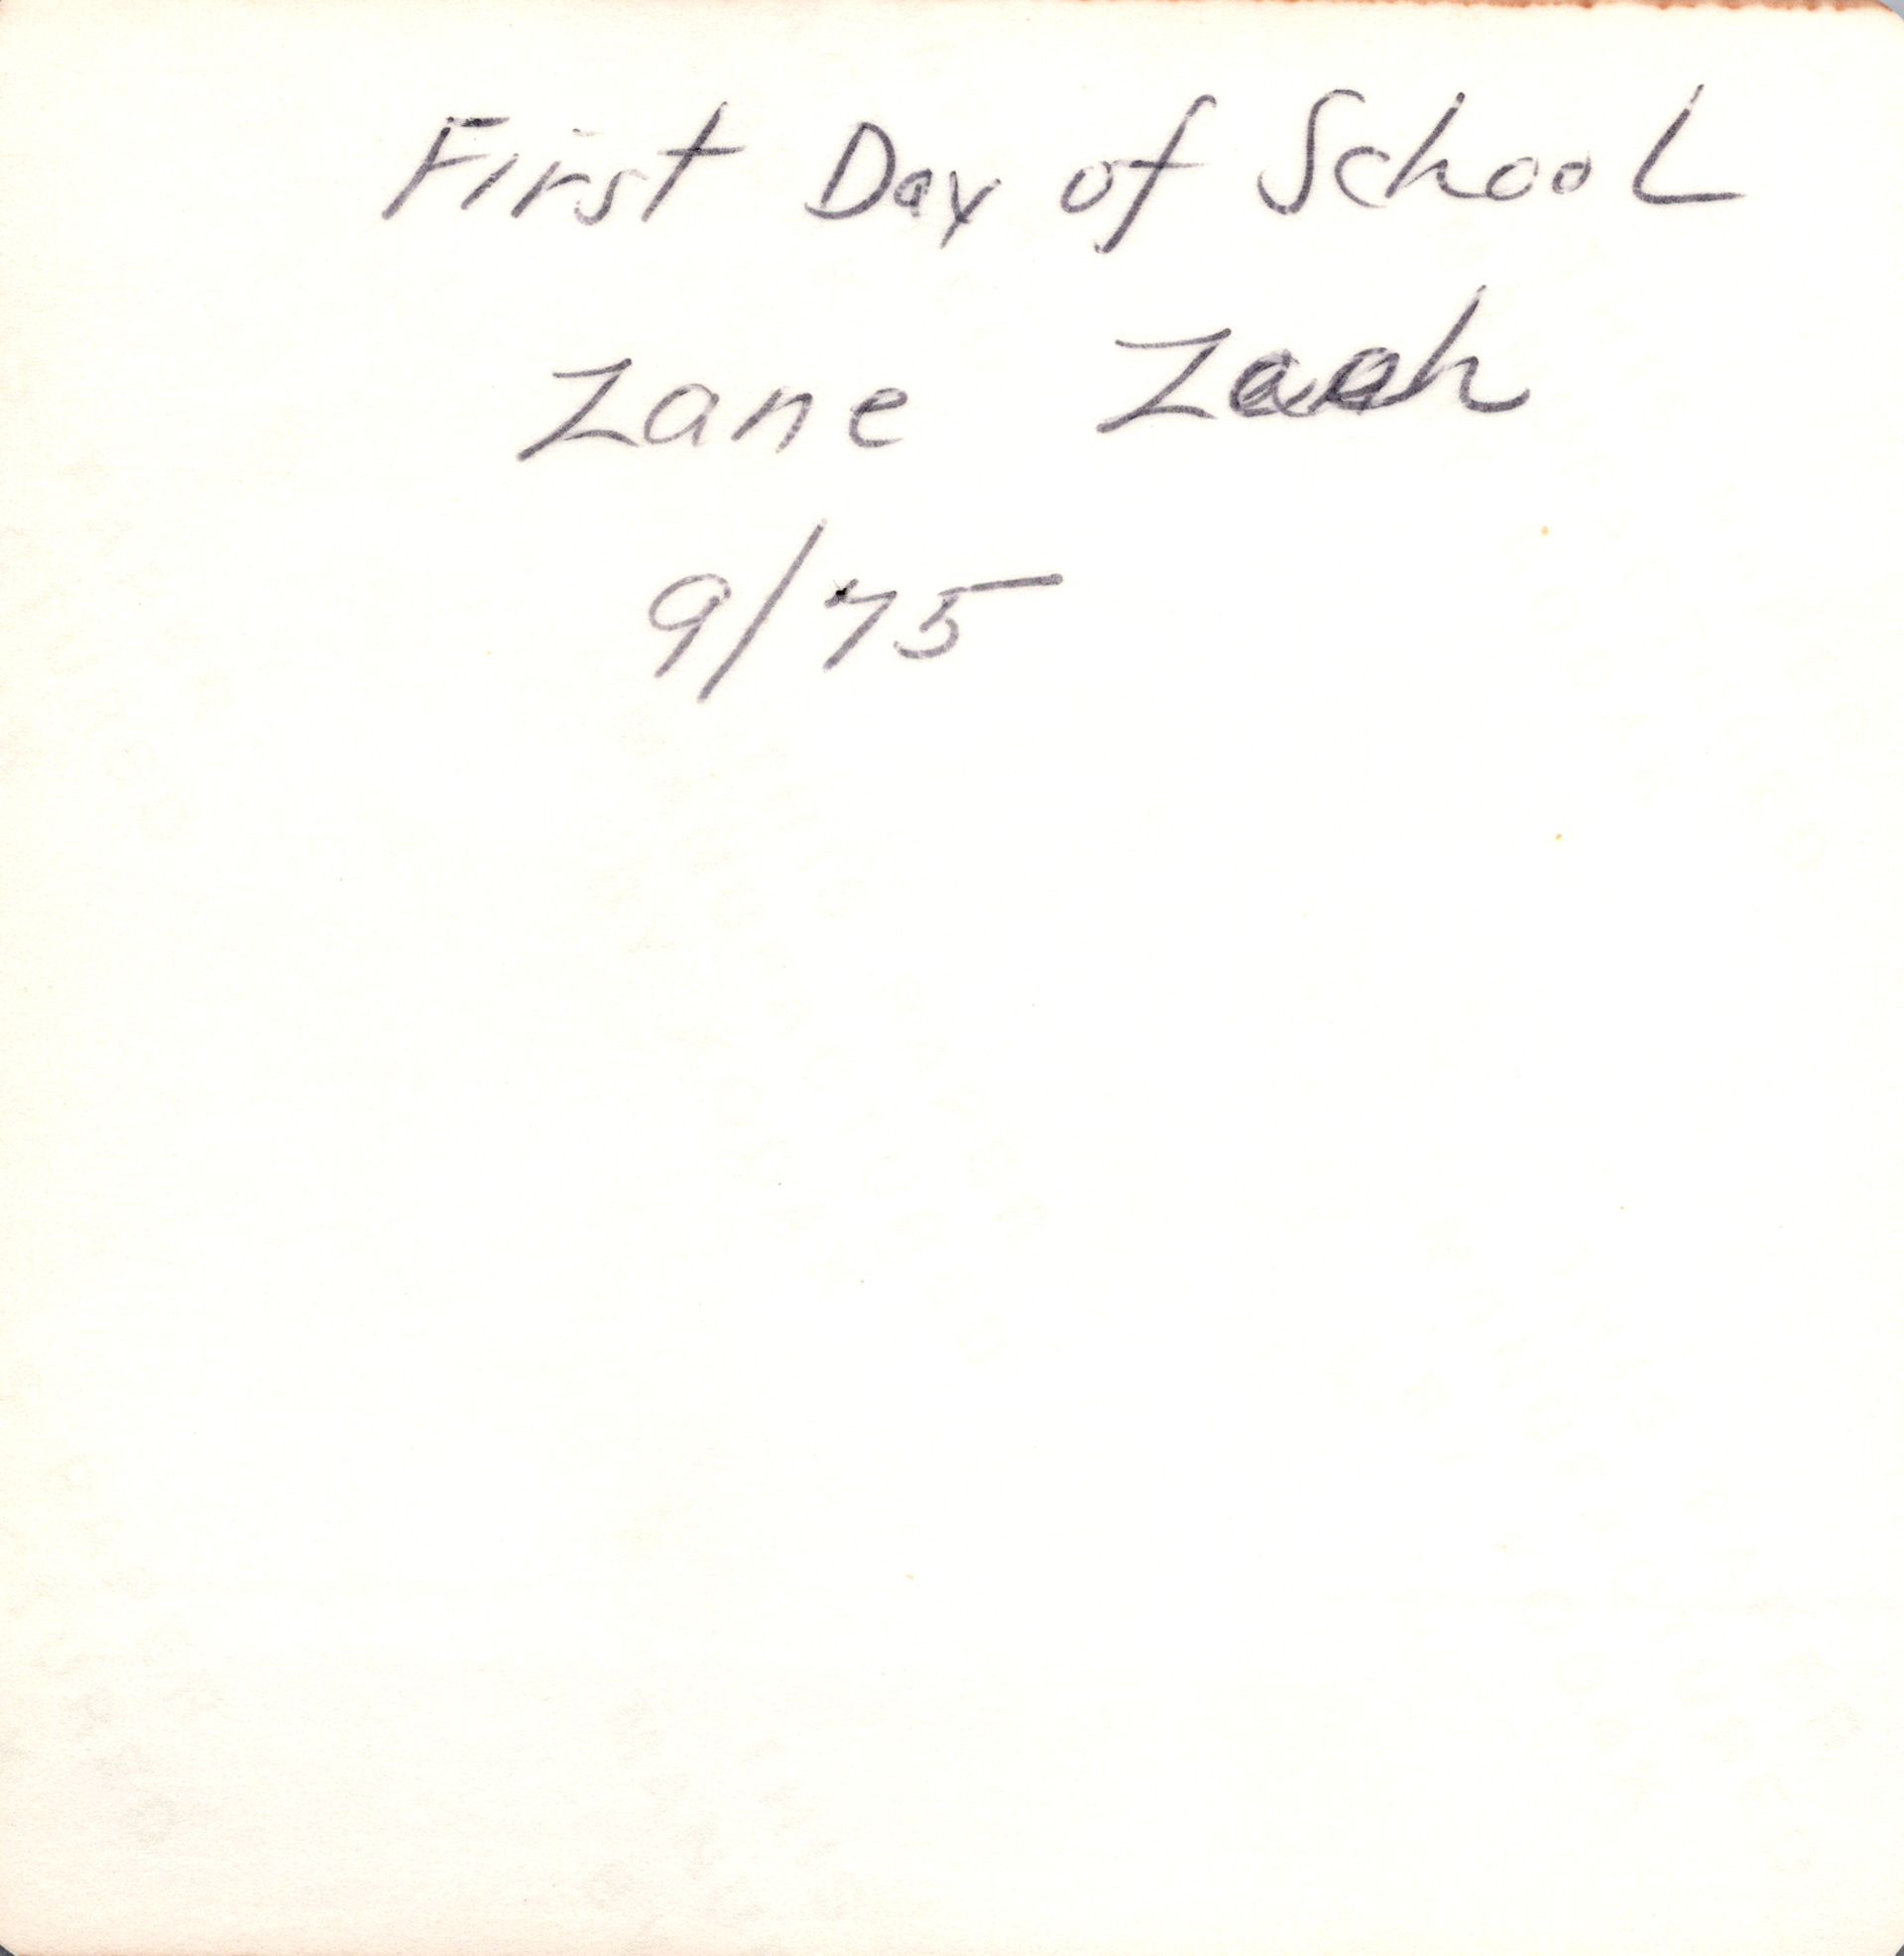 First Day of School
Zane Zach
9/75